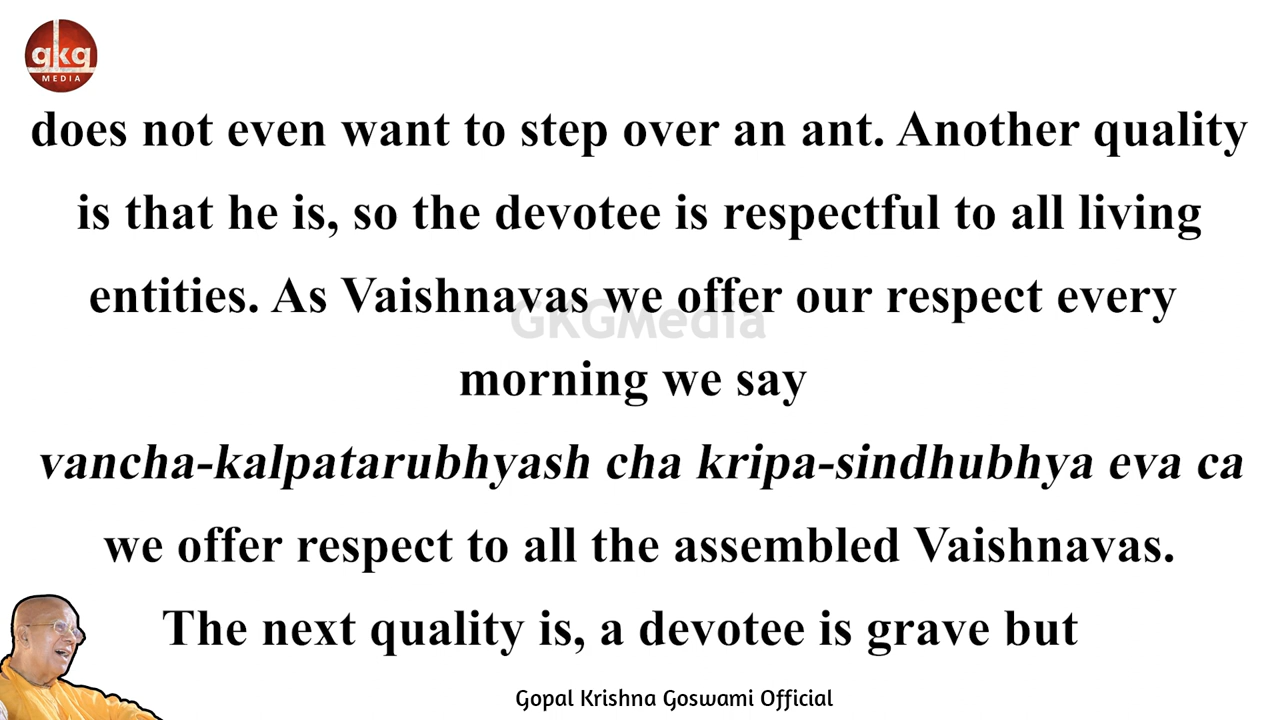 gkg
MEDIA
does not even want to step over an ant. Another quality
is that he is, so the devotee is respectful to all living
entities. As Vaishnavas we offer our respect every
GKGMedia
morning we say
vancha-kalpatarubhyash cha kripa-sindhubhya eva ca
we offer respect to all the assembled Vaishnavas.
The next quality is, a devotee is grave but
Gopal Krishna Goswami Official